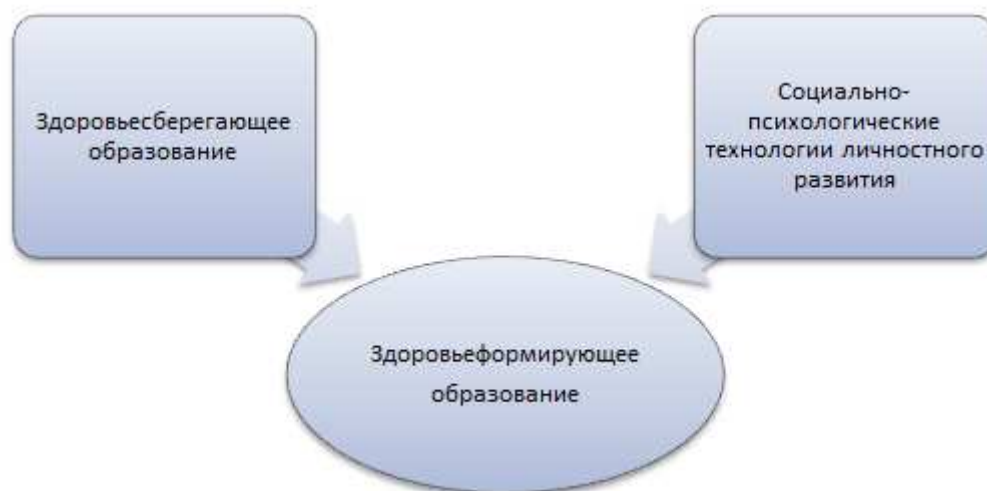 Здоровьесберегающее
образование
Социально-
психологические
технологии личностного
развития
Здоровьеформирующее
образование